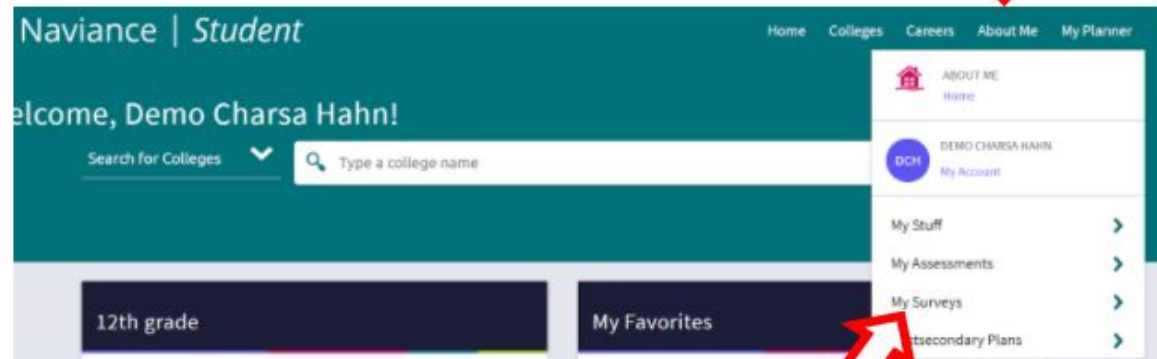 Naviance | Student
Home Colleges Careers About Me My Planner
elcome, Demo Charsa Hahn!
Search for Colleges
Type a college name
ABOUT ME
Home
DCH
DEMO CHARSA HAHN
My Account
My Stuff
My Assessments
My Surveys
stsecondary Plans
12th grade
My Favorites